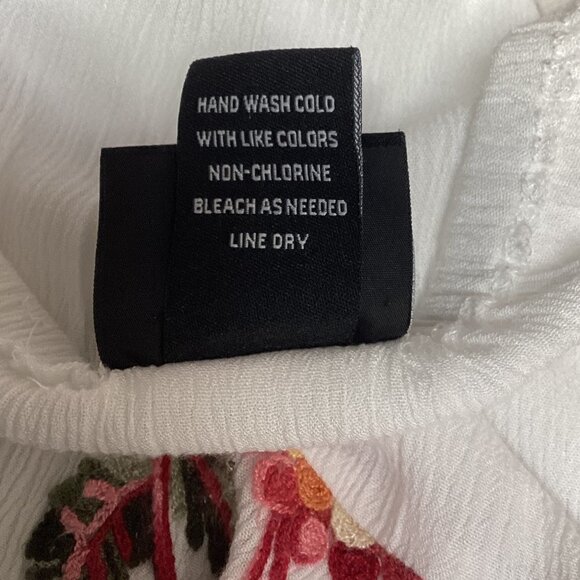 HAND WASH COLD
WITH LIKE COLORS
NON-CHLORINE
BLEACH AS NEEDED
LINE DRY